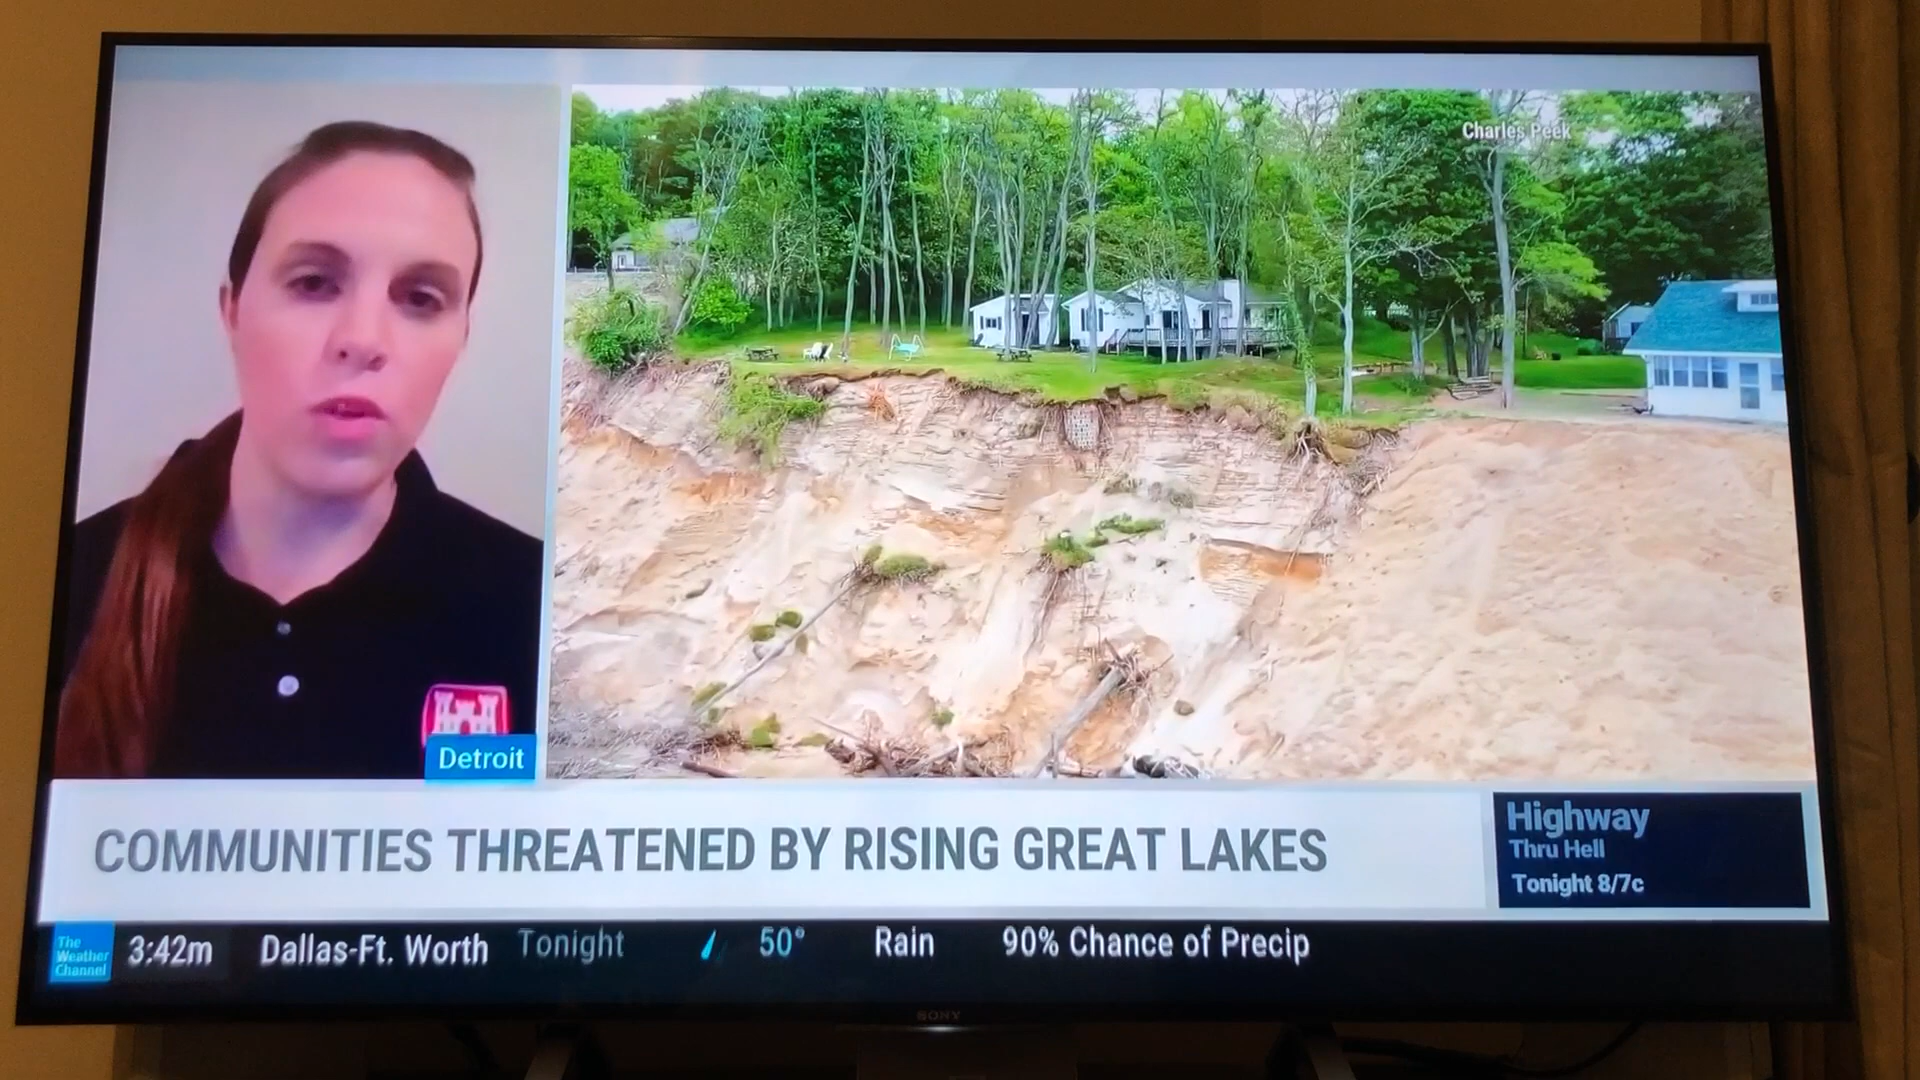 Charles Peek
Detroit
COMMUNITIES THREATENED BY RISING GREAT LAKES
Highway
Thru Hell
Tonight 8/7c
The
Weather
Channel
3:42m Dallas-Ft. Worth Tonight 50° Rain 90% Chance of Precip
SONY